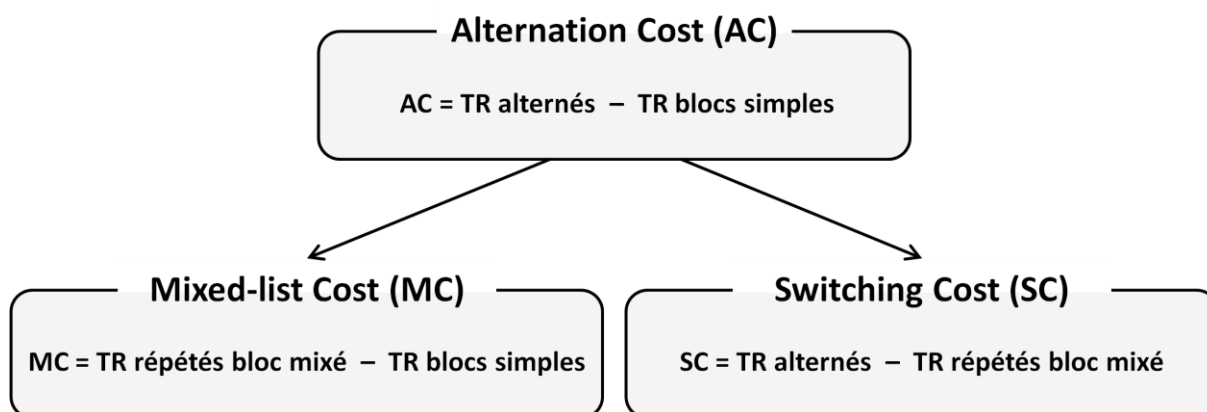 Alternation Cost (AC)
AC = TR alternés – TR blocs simples
Mixed-list Cost (MC)
MC = TR répétés bloc mixé – TR blocs simples
Switching Cost (SC)
SC = TR alternés – TR répétés bloc mixé